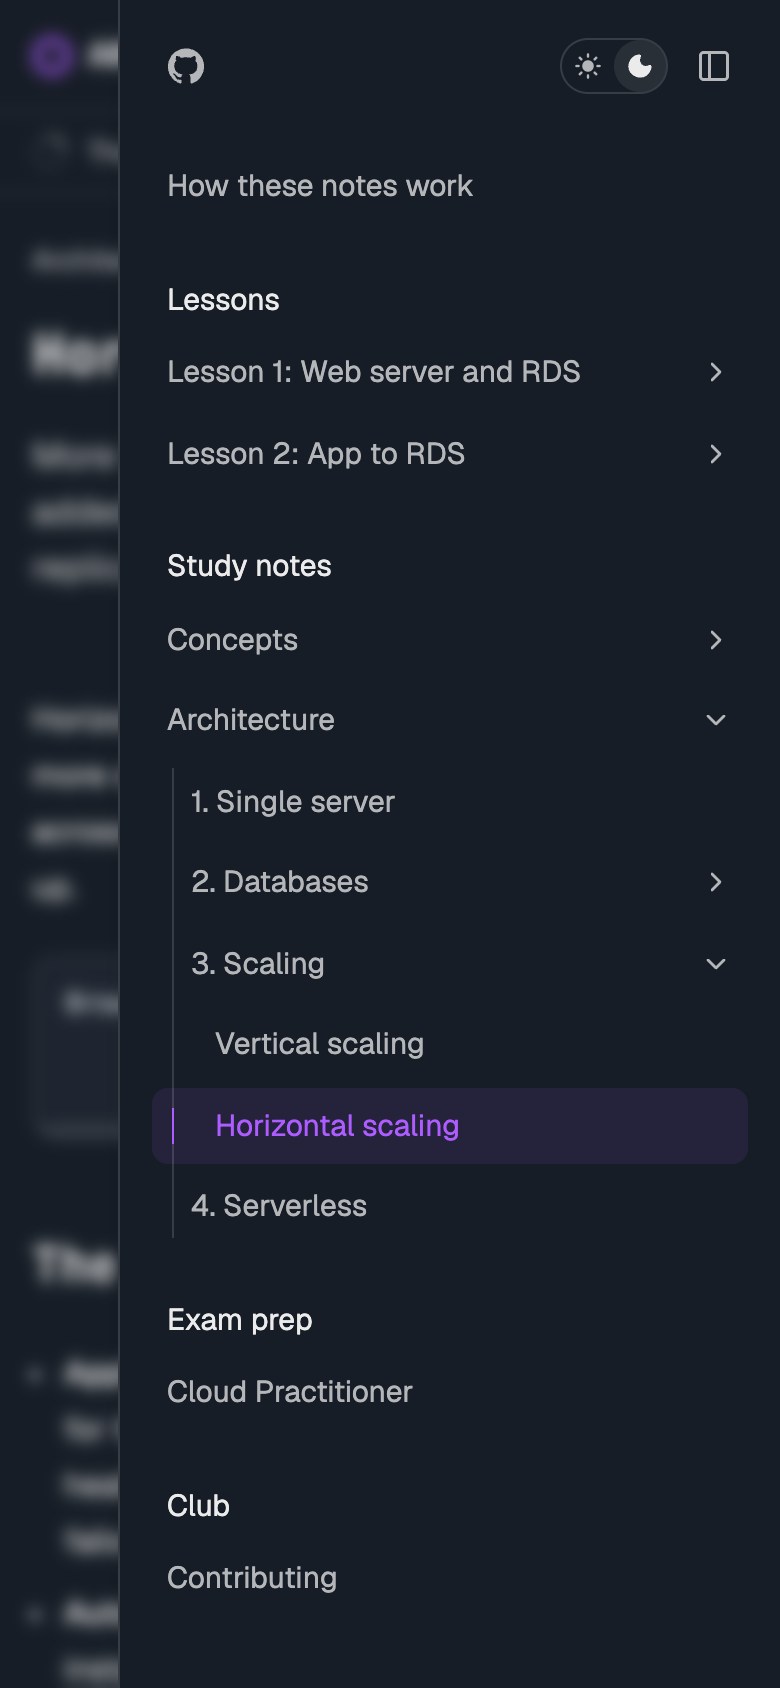 How these notes work
Lessons
Lesson 1: Web server and RDS
Lesson 2: App to RDS
Study notes
Concepts
Architecture
1. Single server
2. Databases
3. Scaling
Vertical scaling
Horizontal scaling
4. Serverless
Exam prep
Cloud Practitioner
Club
Contributing